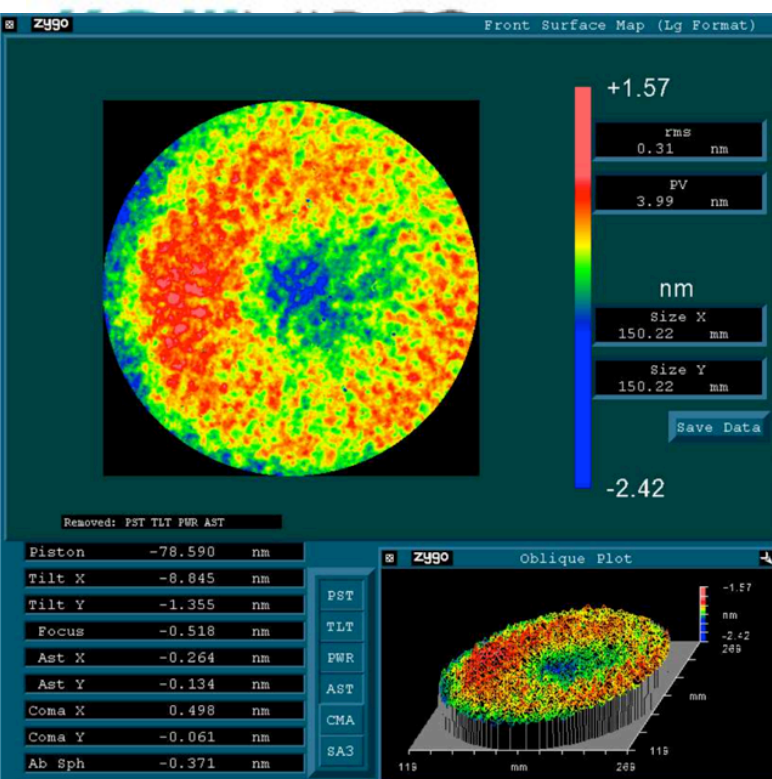 zygo Front Surface Map (Lg Format)
+1.57
rms
0.31 nm
PV
3.99 nm
nm
Size X
150.22 mm
Size Y
150.22 mm
Save Data
-2.42
Removed: PST TLT PWR AST
Piston -78.590 nm
Tilt X -8.845 nm
Tilt Y -1.355 nm
Focus -0.518 nm
Ast X -0.264 nm
Ast Y -0.134 nm
Coma X 0.498 nm
Coma Y -0.061 nm
Ab Sph -0.371 nm
PST
TLT
PWR
AST
CMA
SA3
zygo Oblique Plot
-1.57
nm
-2.42
269
mm
119
119 mm 269